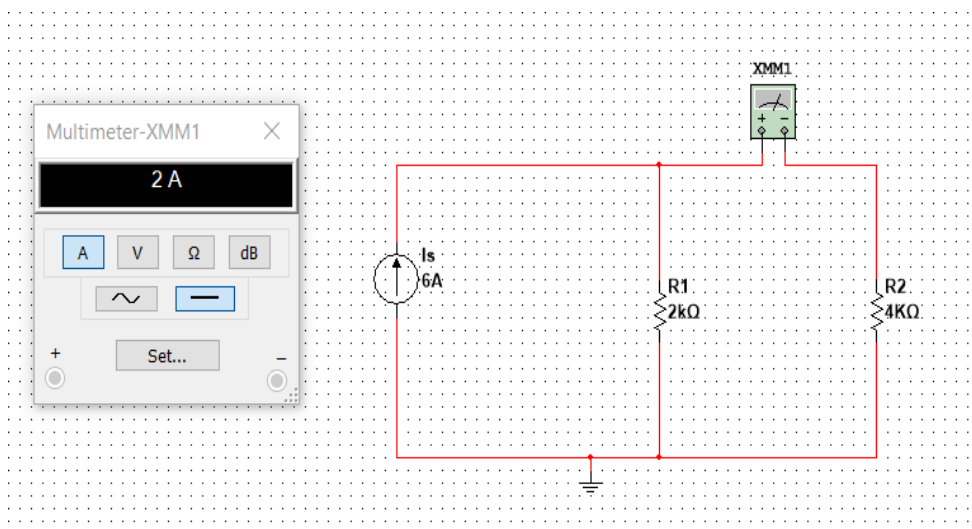 XMM1
Multimeter-XMM1
2 A
A
V
Ω
dB
Set...
+
−
+
−
Is
6A
R1
2kΩ
R2
4KΩ